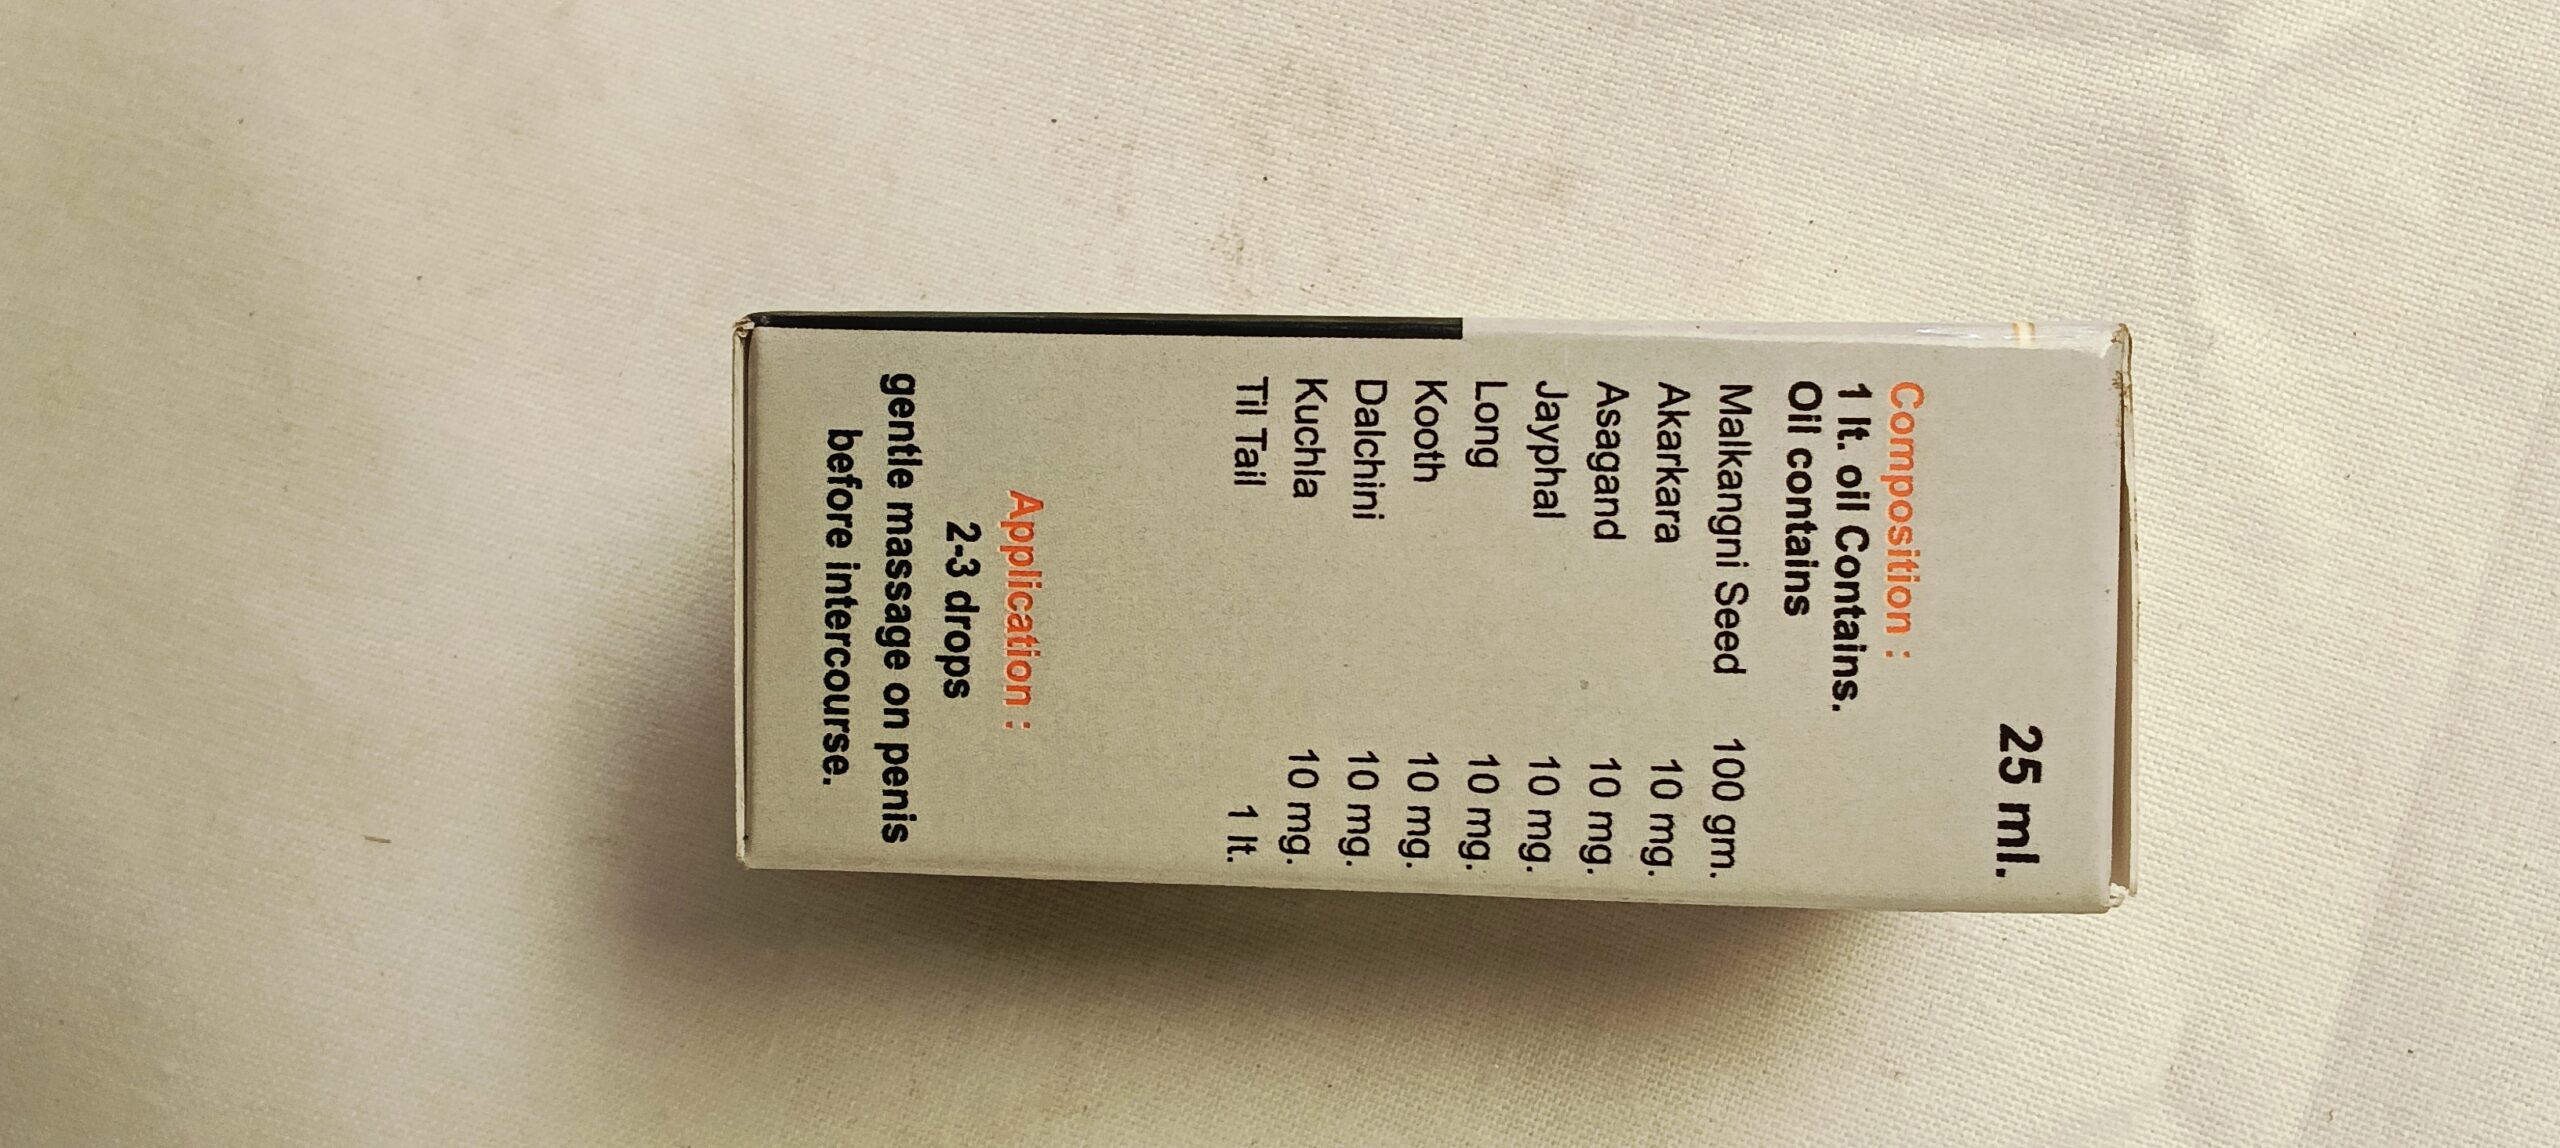 25 ml.
Composition :
1 lt. oil Contains.
Oil contains
Malkangni Seed 100 gm.
Akarkara 10 mg.
Asagand 10 mg.
Jayphal 10 mg.
Long 10 mg.
Kooth 10 mg.
Dalchini 10 mg.
Kuchla 10 mg.
Til Tail 1 lt.
Application :
2-3 drops
gentle massage on penis
before intercourse.